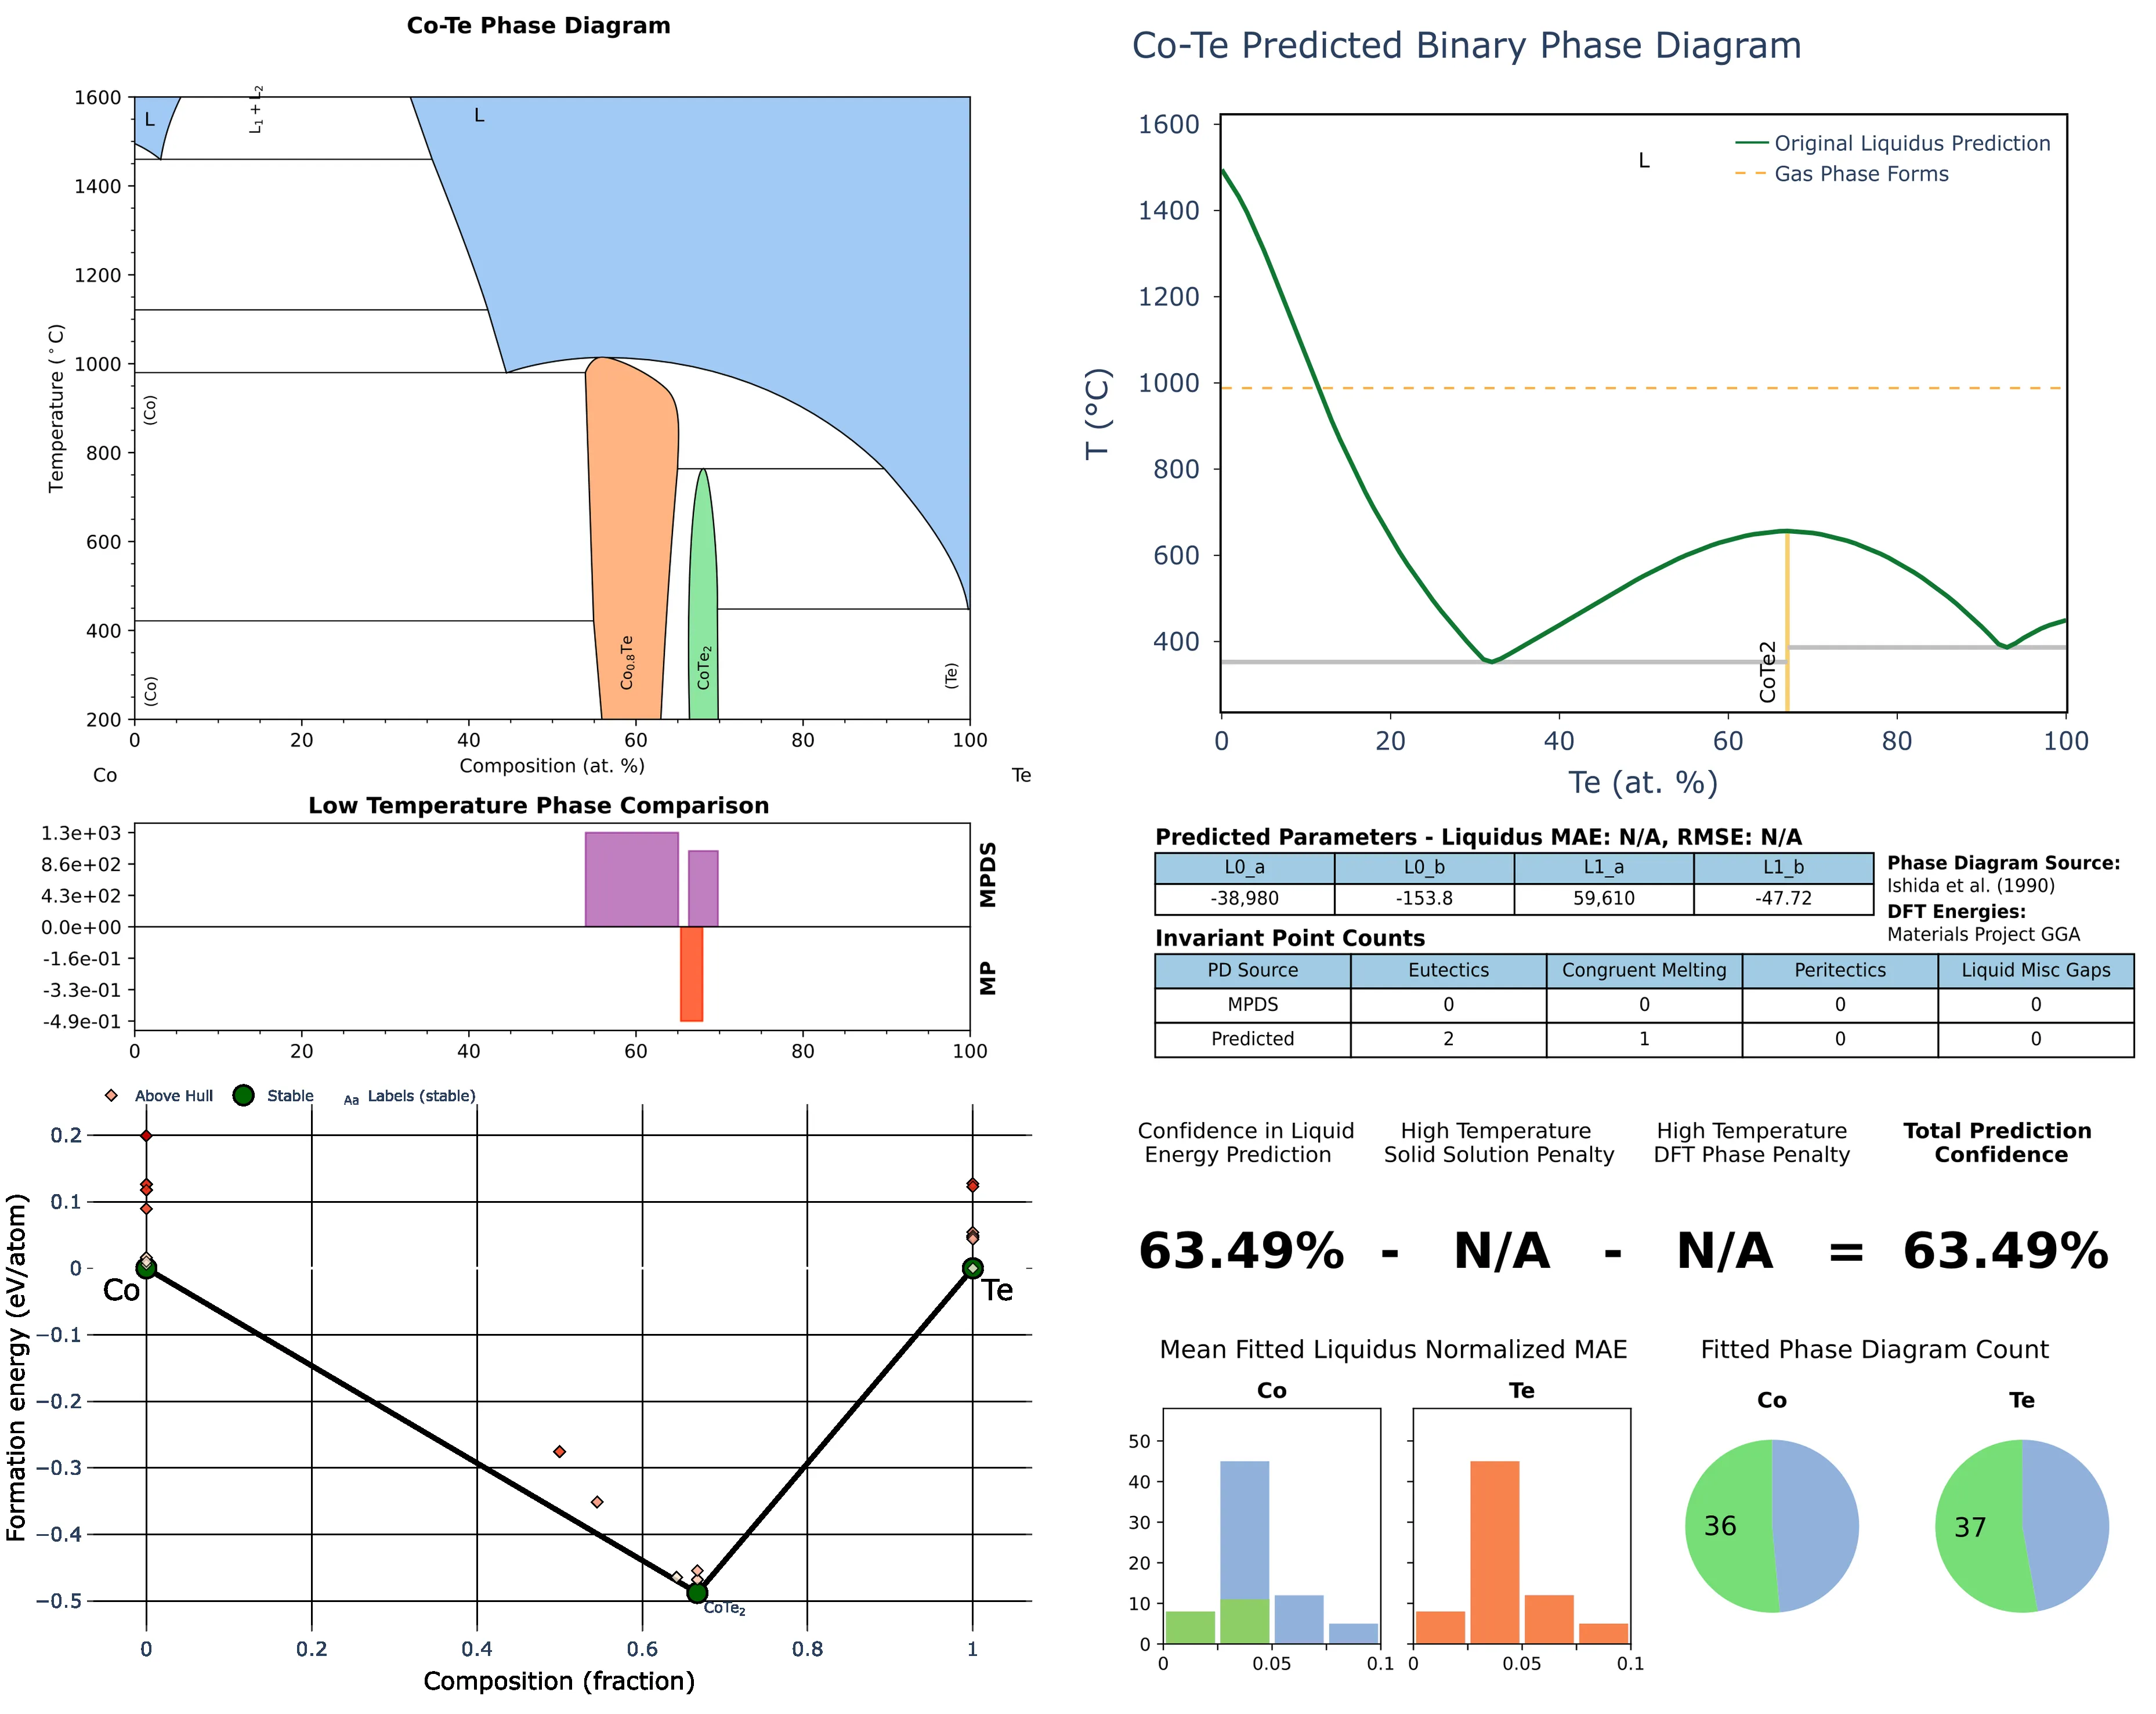 Co-Te Phase Diagram
1600
1400
1200
1000
800
600
400
200
Temperature (°C)
L
L1 + L2
L
(Co)
(Co)
Co0.8Te
CoTe2
(Te)
0 20 40 60 80 100
Composition (at. %)
Co Te
Low Temperature Phase Comparison
1.3e+03
8.6e+02
4.3e+02
0.0e+00
-1.6e-01
-3.3e-01
-4.9e-01
MPDS
MP
0 20 40 60 80 100
Above Hull Stable Aa Labels (stable)
0.2
0.1
0
−0.1
−0.2
−0.3
−0.4
−0.5
Formation energy (eV/atom)
Co
Te
CoTe2
0 0.2 0.4 0.6 0.8 1
Composition (fraction)
Co-Te Predicted Binary Phase Diagram
1600
1400
1200
1000
800
600
400
T (°C)
L
Original Liquidus Prediction
Gas Phase Forms
CoTe2
0 20 40 60 80 100
Te (at. %)
Predicted Parameters - Liquidus MAE: N/A, RMSE: N/A
L0_a L0_b L1_a L1_b
-38,980 -153.8 59,610 -47.72
Phase Diagram Source:
Ishida et al. (1990)
DFT Energies:
Materials Project GGA
Invariant Point Counts
PD Source Eutectics Congruent Melting Peritectics Liquid Misc Gaps
MPDS 0 0 0 0
Predicted 2 1 0 0
Confidence in Liquid
Energy Prediction
High Temperature
Solid Solution Penalty
High Temperature
DFT Phase Penalty
Total Prediction
Confidence
63.49% - N/A - N/A = 63.49%
Mean Fitted Liquidus Normalized MAE
Co
Te
50
40
30
20
10
0
0 0.05 0.1
0 0.05 0.1
Fitted Phase Diagram Count
Co
Te
36
37